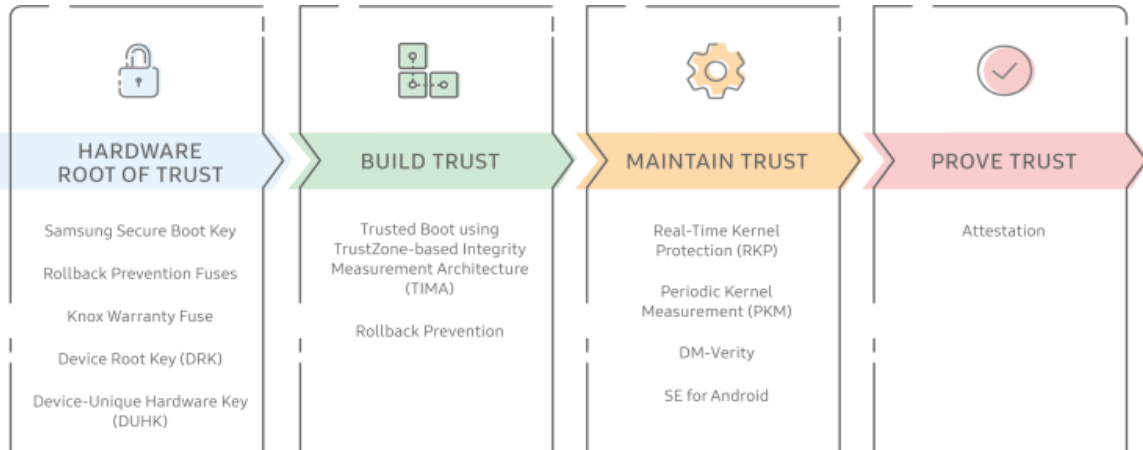 HARDWARE
ROOT OF TRUST
Samsung Secure Boot Key
Rollback Prevention Fuses
Knox Warranty Fuse
Device Root Key (DRK)
Device-Unique Hardware Key
(DUHK)
BUILD TRUST
Trusted Boot using
TrustZone-based Integrity
Measurement Architecture
(TIMA)
Rollback Prevention
MAINTAIN TRUST
Real-Time Kernel
Protection (RKP)
Periodic Kernel
Measurement (PKM)
DM-Verity
SE for Android
PROVE TRUST
Attestation